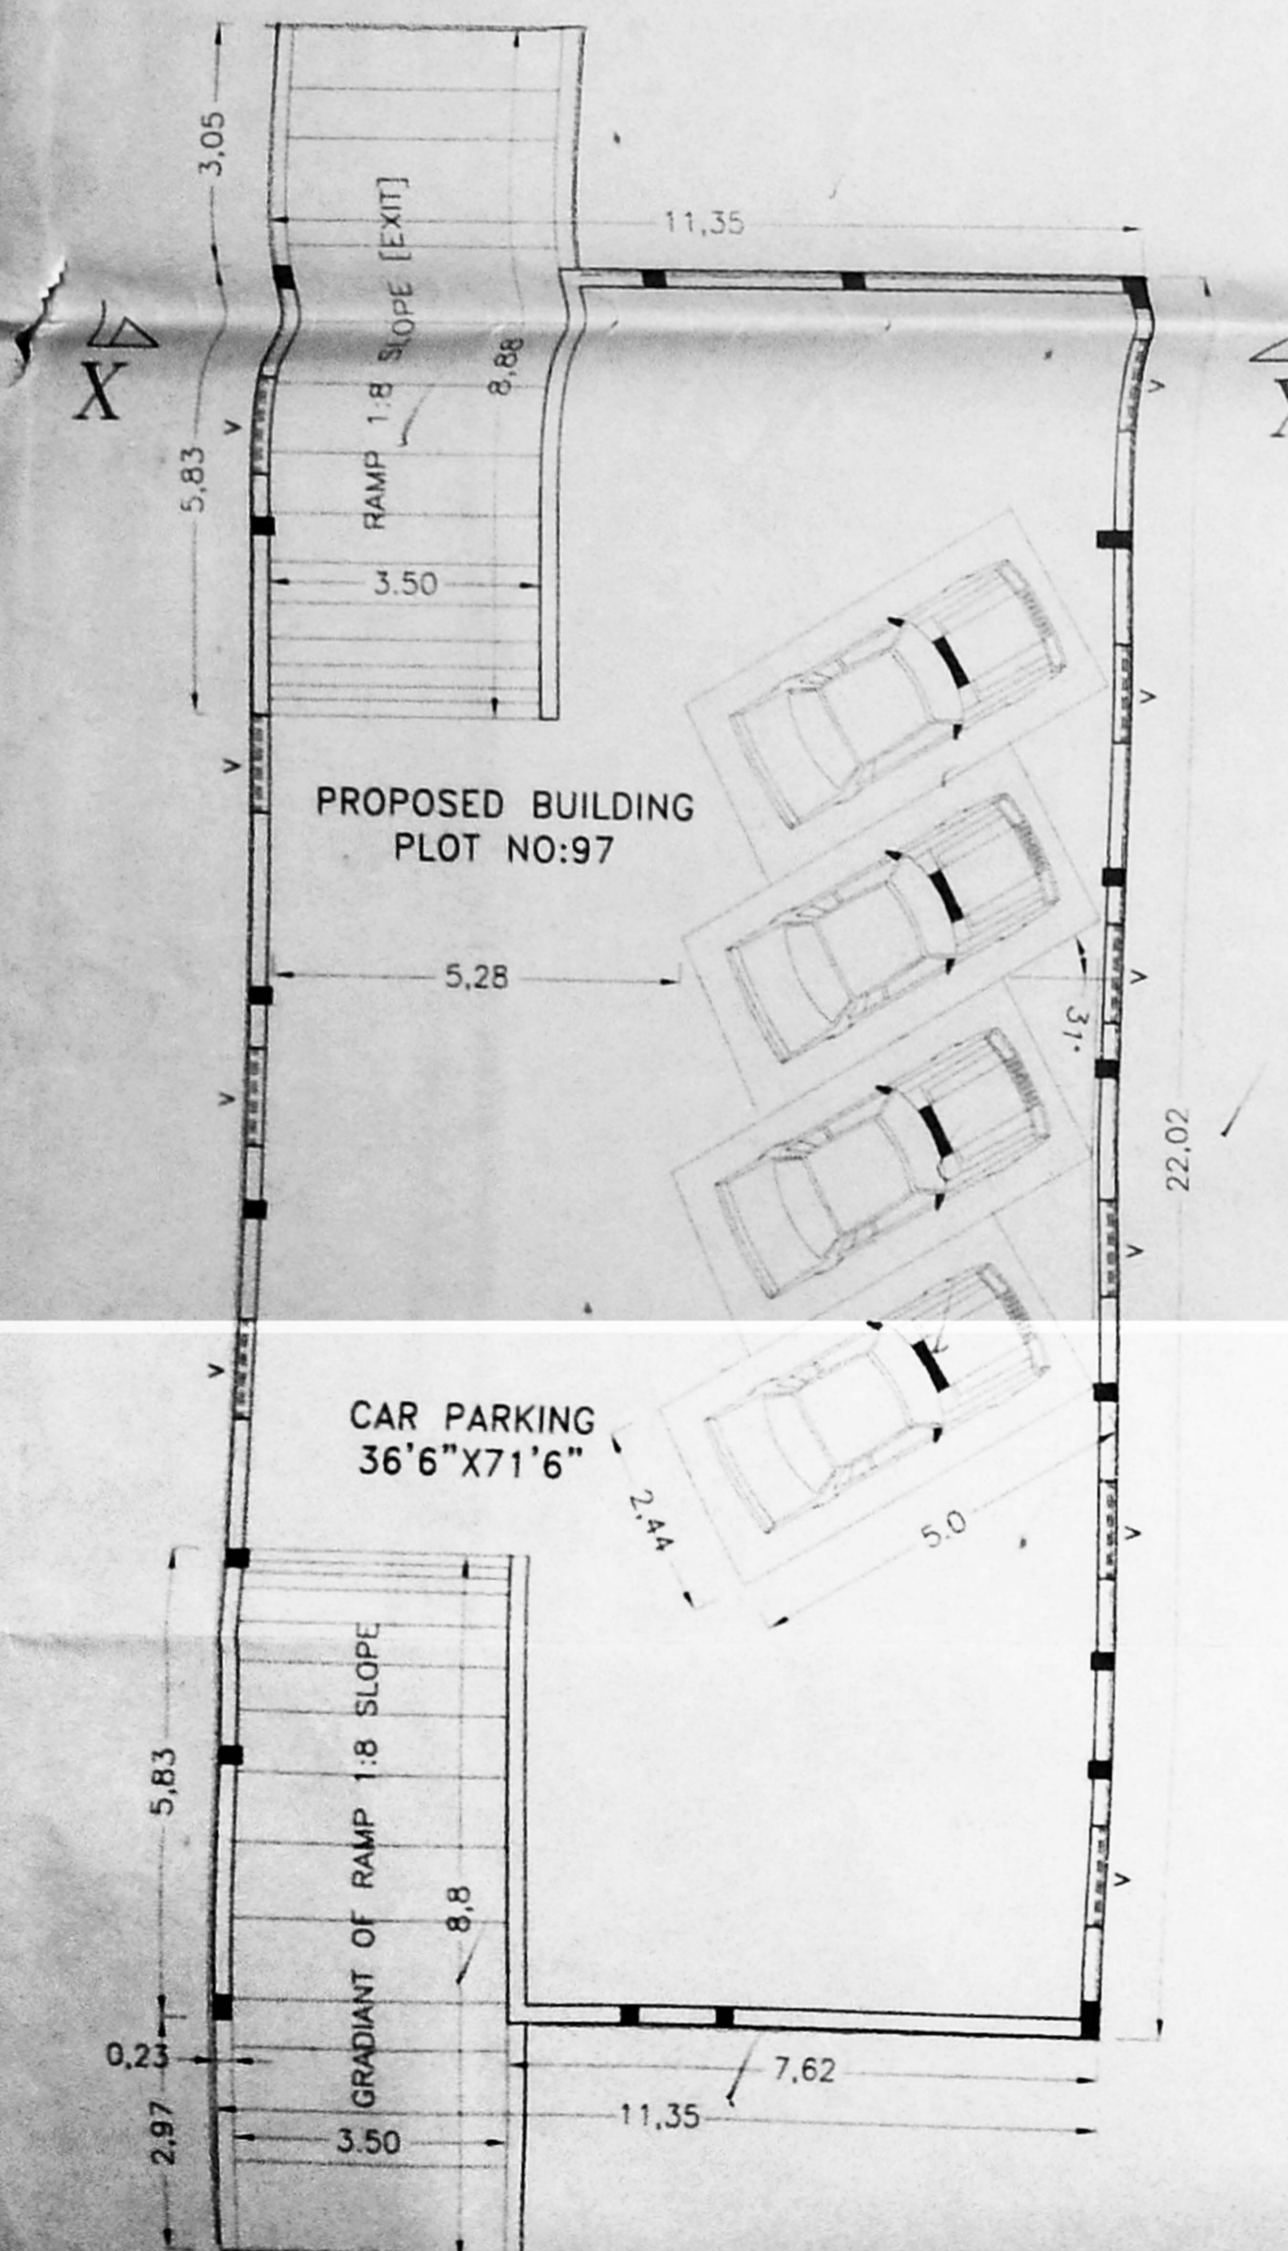 3,05
11,35
RAMP 1:8 SLOPE [EXIT]
8,88
X
5,83
V
V
3.50
V
V
PROPOSED BUILDING
PLOT NO:97
5,28
V
31°
V
22,02
V
V
CAR PARKING
36'6"X71'6"
2,44
5.0
V
5,83
GRADIANT OF RAMP 1:8 SLOPE
8,8
V
0,23
7,62
2,97
11,35
3.50